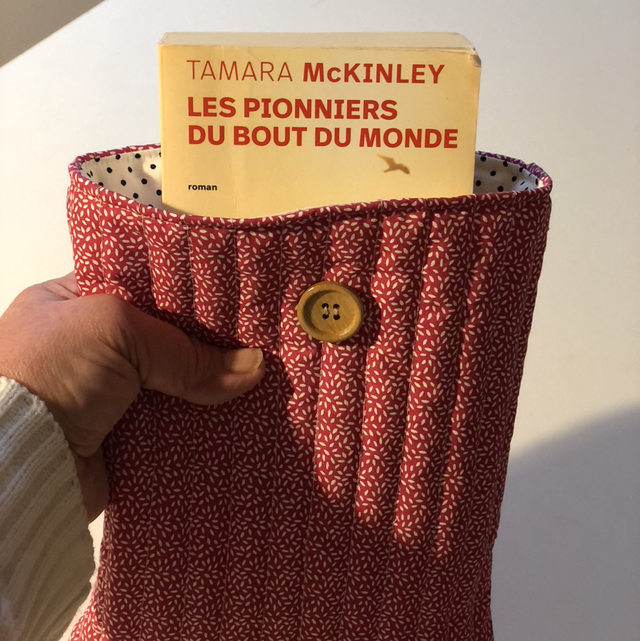 TAMARA McKINLEY
LES PIONNIERS
DU BOUT DU MONDE
roman